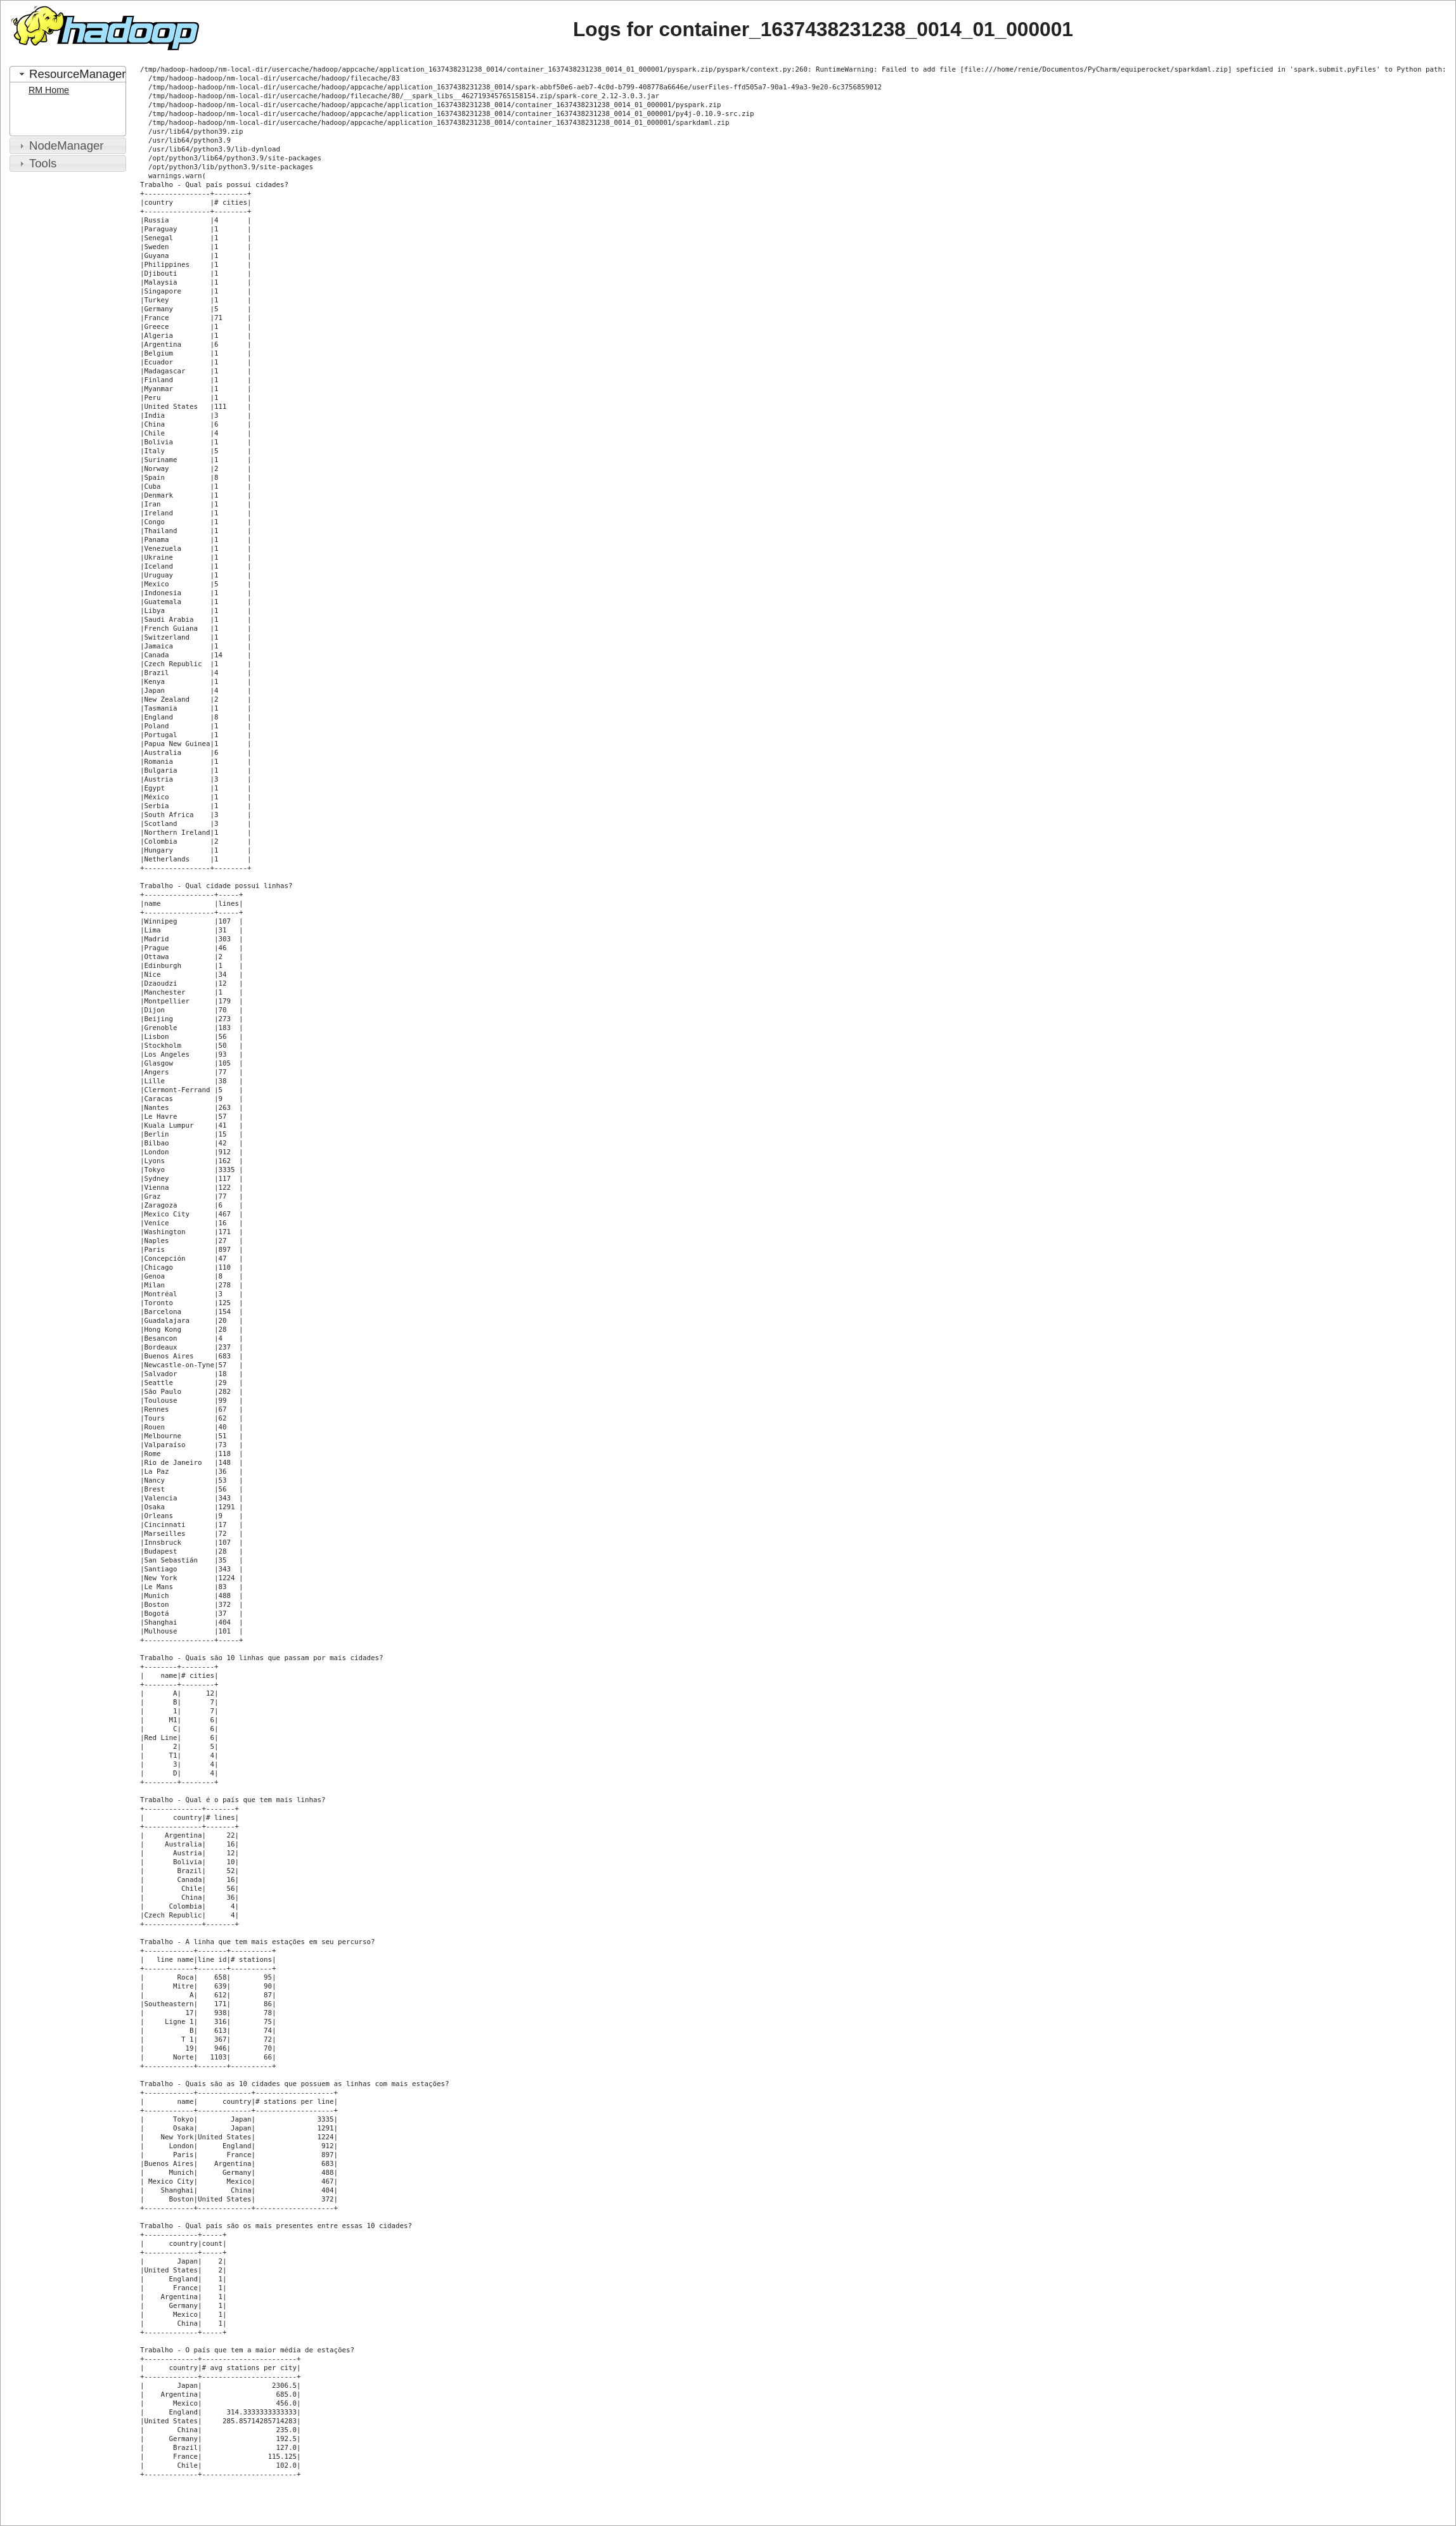 hadoop
Logs for container_1637438231238_0014_01_000001
ResourceManager
RM Home
NodeManager
Tools
/tmp/hadoop-hadoop/nm-local-dir/usercache/hadoop/appcache/application_1637438231238_0014/container_1637438231238_0014_01_000001/pyspark.zip/pyspark/context.py:260: RuntimeWarning: Failed to add file [file:///home/renie/Documentos/PyCharm/equiperocket/sparkdaml.zip] speficied in 'spark.submit.pyFiles' to Python path:
  /tmp/hadoop-hadoop/nm-local-dir/usercache/hadoop/filecache/83
  /tmp/hadoop-hadoop/nm-local-dir/usercache/hadoop/appcache/application_1637438231238_0014/spark-abbf50e6-aeb7-4c0d-b799-408778a6646e/userFiles-ffd505a7-90a1-49a3-9e20-6c3756859012
  /tmp/hadoop-hadoop/nm-local-dir/usercache/hadoop/filecache/80/__spark_libs__462719345765158154.zip/spark-core_2.12-3.0.3.jar
  /tmp/hadoop-hadoop/nm-local-dir/usercache/hadoop/appcache/application_1637438231238_0014/container_1637438231238_0014_01_000001/pyspark.zip
  /tmp/hadoop-hadoop/nm-local-dir/usercache/hadoop/appcache/application_1637438231238_0014/container_1637438231238_0014_01_000001/py4j-0.10.9-src.zip
  /tmp/hadoop-hadoop/nm-local-dir/usercache/hadoop/appcache/application_1637438231238_0014/container_1637438231238_0014_01_000001/sparkdaml.zip
  /usr/lib64/python39.zip
  /usr/lib64/python3.9
  /usr/lib64/python3.9/lib-dynload
  /opt/python3/lib64/python3.9/site-packages
  /opt/python3/lib/python3.9/site-packages
  warnings.warn(
Trabalho - Qual país possui cidades?
+----------------+--------+
|country         |# cities|
+----------------+--------+
|Russia          |4       |
|Paraguay        |1       |
|Senegal         |1       |
|Sweden          |1       |
|Guyana          |1       |
|Philippines     |1       |
|Djibouti        |1       |
|Malaysia        |1       |
|Singapore       |1       |
|Turkey          |1       |
|Germany         |5       |
|France          |71      |
|Greece          |1       |
|Algeria         |1       |
|Argentina       |6       |
|Belgium         |1       |
|Ecuador         |1       |
|Madagascar      |1       |
|Finland         |1       |
|Myanmar         |1       |
|Peru            |1       |
|United States   |111     |
|India           |3       |
|China           |6       |
|Chile           |4       |
|Bolivia         |1       |
|Italy           |5       |
|Suriname        |1       |
|Norway          |2       |
|Spain           |8       |
|Cuba            |1       |
|Denmark         |1       |
|Iran            |1       |
|Ireland         |1       |
|Congo           |1       |
|Thailand        |1       |
|Panama          |1       |
|Venezuela       |1       |
|Ukraine         |1       |
|Iceland         |1       |
|Uruguay         |1       |
|Mexico          |5       |
|Indonesia       |1       |
|Guatemala       |1       |
|Libya           |1       |
|Saudi Arabia    |1       |
|French Guiana   |1       |
|Switzerland     |1       |
|Jamaica         |1       |
|Canada          |14      |
|Czech Republic  |1       |
|Brazil          |4       |
|Kenya           |1       |
|Japan           |4       |
|New Zealand     |2       |
|Tasmania        |1       |
|England         |8       |
|Poland          |1       |
|Portugal        |1       |
|Papua New Guinea|1       |
|Australia       |6       |
|Romania         |1       |
|Bulgaria        |1       |
|Austria         |3       |
|Egypt           |1       |
|México          |1       |
|Serbia          |1       |
|South Africa    |3       |
|Scotland        |3       |
|Northern Ireland|1       |
|Colombia        |2       |
|Hungary         |1       |
|Netherlands     |1       |
+----------------+--------+
Trabalho - Qual cidade possui linhas?
+-----------------+-----+
|name             |lines|
+-----------------+-----+
|Winnipeg         |107  |
|Lima             |31   |
|Madrid           |303  |
|Prague           |46   |
|Ottawa           |2    |
|Edinburgh        |1    |
|Nice             |34   |
|Dzaoudzi         |12   |
|Manchester       |1    |
|Montpellier      |179  |
|Dijon            |70   |
|Beijing          |273  |
|Grenoble         |183  |
|Lisbon           |56   |
|Stockholm        |50   |
|Los Angeles      |93   |
|Glasgow          |105  |
|Angers           |77   |
|Lille            |38   |
|Clermont-Ferrand |5    |
|Caracas          |9    |
|Nantes           |263  |
|Le Havre         |57   |
|Kuala Lumpur     |41   |
|Berlin           |15   |
|Bilbao           |42   |
|London           |912  |
|Lyons            |162  |
|Tokyo            |3335 |
|Sydney           |117  |
|Vienna           |122  |
|Graz             |77   |
|Zaragoza         |6    |
|Mexico City      |467  |
|Venice           |16   |
|Washington       |171  |
|Naples           |27   |
|Paris            |897  |
|Concepción       |47   |
|Chicago          |110  |
|Genoa            |8    |
|Milan            |278  |
|Montréal         |3    |
|Toronto          |125  |
|Barcelona        |154  |
|Guadalajara      |20   |
|Hong Kong        |28   |
|Besancon         |4    |
|Bordeaux         |237  |
|Buenos Aires     |683  |
|Newcastle-on-Tyne|57   |
|Salvador         |18   |
|Seattle          |29   |
|São Paulo        |282  |
|Toulouse         |99   |
|Rennes           |67   |
|Tours            |62   |
|Rouen            |40   |
|Melbourne        |51   |
|Valparaíso       |73   |
|Rome             |118  |
|Rio de Janeiro   |148  |
|La Paz           |36   |
|Nancy            |53   |
|Brest            |56   |
|Valencia         |343  |
|Osaka            |1291 |
|Orleans          |9    |
|Cincinnati       |17   |
|Marseilles       |72   |
|Innsbruck        |107  |
|Budapest         |28   |
|San Sebastián    |35   |
|Santiago         |343  |
|New York         |1224 |
|Le Mans          |83   |
|Munich           |488  |
|Boston           |372  |
|Bogotá           |37   |
|Shanghai         |404  |
|Mulhouse         |101  |
+-----------------+-----+
Trabalho - Quais são 10 linhas que passam por mais cidades?
+--------+--------+
|    name|# cities|
+--------+--------+
|       A|      12|
|       B|       7|
|       1|       7|
|      M1|       6|
|       C|       6|
|Red Line|       6|
|       2|       5|
|      T1|       4|
|       3|       4|
|       D|       4|
+--------+--------+
Trabalho - Qual é o país que tem mais linhas?
+--------------+-------+
|       country|# lines|
+--------------+-------+
|     Argentina|     22|
|     Australia|     16|
|       Austria|     12|
|       Bolivia|     10|
|        Brazil|     52|
|        Canada|     16|
|         Chile|     56|
|         China|     36|
|      Colombia|      4|
|Czech Republic|      4|
+--------------+-------+
Trabalho - A linha que tem mais estações em seu percurso?
+------------+-------+----------+
|   line name|line id|# stations|
+------------+-------+----------+
|        Roca|    658|        95|
|       Mitre|    639|        90|
|           A|    612|        87|
|Southeastern|    171|        86|
|          17|    938|        78|
|     Ligne 1|    316|        75|
|           B|    613|        74|
|         T 1|    367|        72|
|          19|    946|        70|
|       Norte|   1103|        66|
+------------+-------+----------+
Trabalho - Quais são as 10 cidades que possuem as linhas com mais estações?
+------------+-------------+-------------------+
|        name|      country|# stations per line|
+------------+-------------+-------------------+
|       Tokyo|        Japan|               3335|
|       Osaka|        Japan|               1291|
|    New York|United States|               1224|
|      London|      England|                912|
|       Paris|       France|                897|
|Buenos Aires|    Argentina|                683|
|      Munich|      Germany|                488|
| Mexico City|       Mexico|                467|
|    Shanghai|        China|                404|
|      Boston|United States|                372|
+------------+-------------+-------------------+
Trabalho - Qual país são os mais presentes entre essas 10 cidades?
+-------------+-----+
|      country|count|
+-------------+-----+
|        Japan|    2|
|United States|    2|
|      England|    1|
|       France|    1|
|    Argentina|    1|
|      Germany|    1|
|       Mexico|    1|
|        China|    1|
+-------------+-----+
Trabalho - O país que tem a maior média de estações?
+-------------+-----------------------+
|      country|# avg stations per city|
+-------------+-----------------------+
|        Japan|                 2306.5|
|    Argentina|                  685.0|
|       Mexico|                  456.0|
|      England|      314.3333333333333|
|United States|     285.85714285714283|
|        China|                  235.0|
|      Germany|                  192.5|
|       Brazil|                  127.0|
|       France|                115.125|
|        Chile|                  102.0|
+-------------+-----------------------+